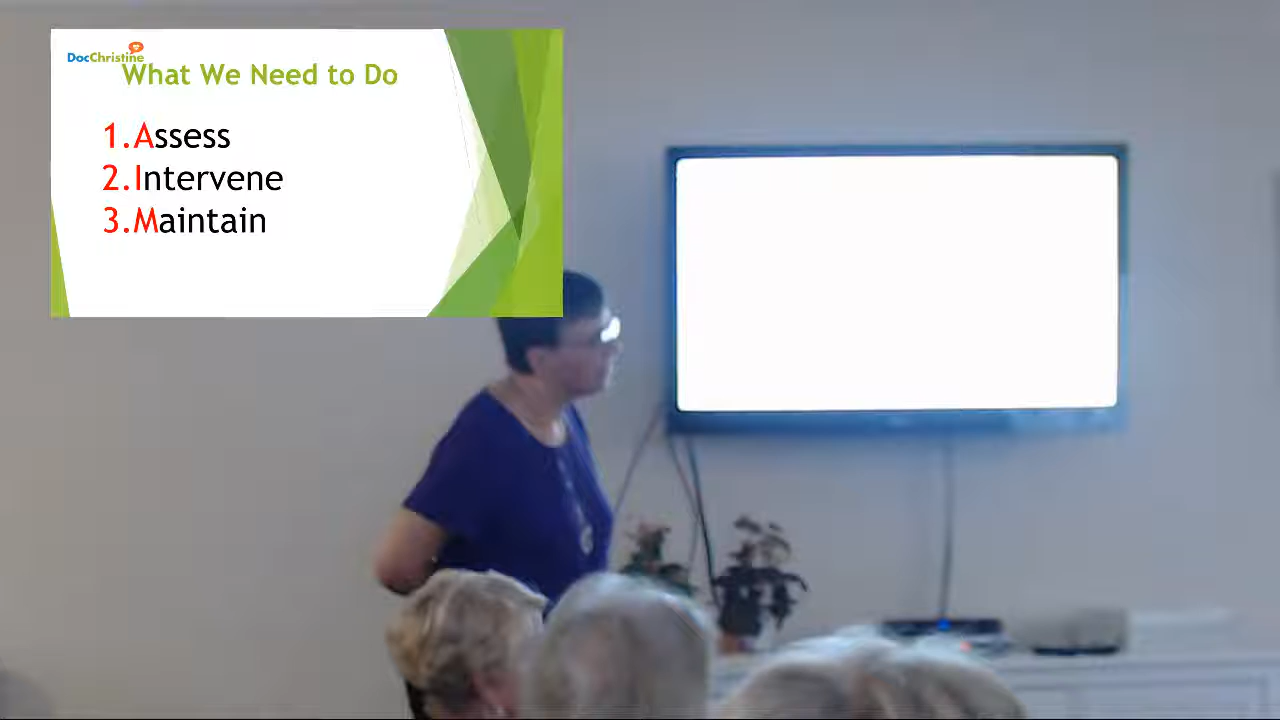 DocChristine
What We Need to Do
1.Assess
2.Intervene
3.Maintain